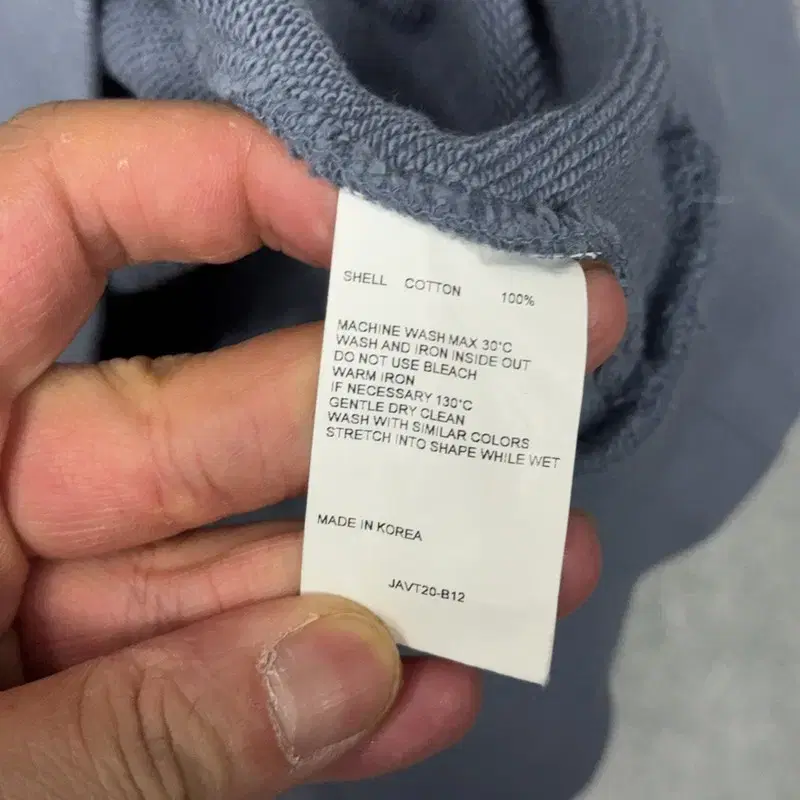 SHELL COTTON 100%
MACHINE WASH MAX 30°C
WASH AND IRON INSIDE OUT
DO NOT USE BLEACH
WARM IRON
IF NECESSARY 130°C
GENTLE DRY CLEAN
WASH WITH SIMILAR COLORS
STRETCH INTO SHAPE WHILE WET
MADE IN KOREA
JAVT20-B12